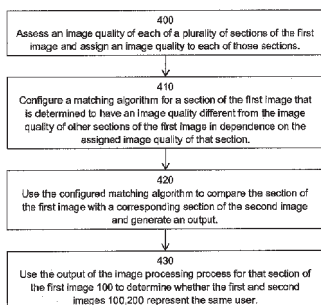 400
Assess an image quality of each of a plurality of sections of the first
image and assign an image quality to each of those sections.
410
Configure a matching algorithm for a section of the first image that
is determined to have an image quality different from the image
quality of other sections of the first image in dependence on the
assigned image quality of that section.
420
Use the configured matching algorithm to compare the section of
the first image with a corresponding section of the second image
and generate an output.
430
Use the output of the image processing process for that section of
the first image 100 to determine whether the first and second
images 100,200 represent the same user.